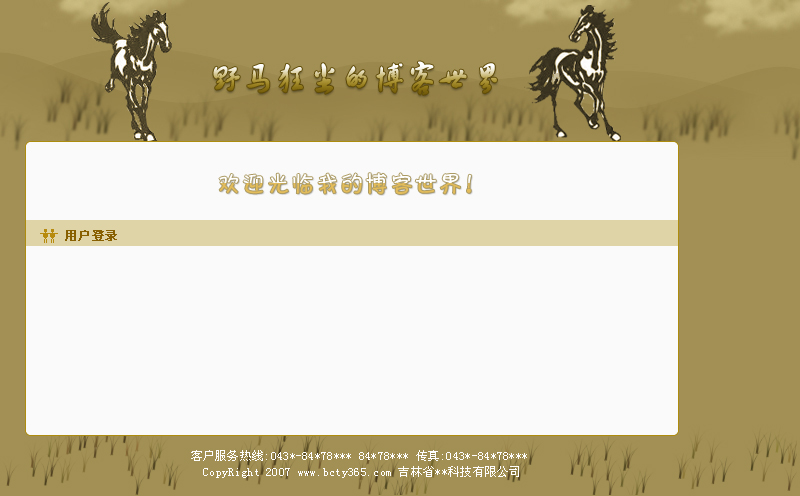 野马狂尘的博客世界
欢迎光临我的博客世界!
用户登录
客户服务热线:043*-84*78*** 84*78*** 传真:043*-84*78***
CopyRight 2007 www.bcty365.com 吉林省**科技有限公司